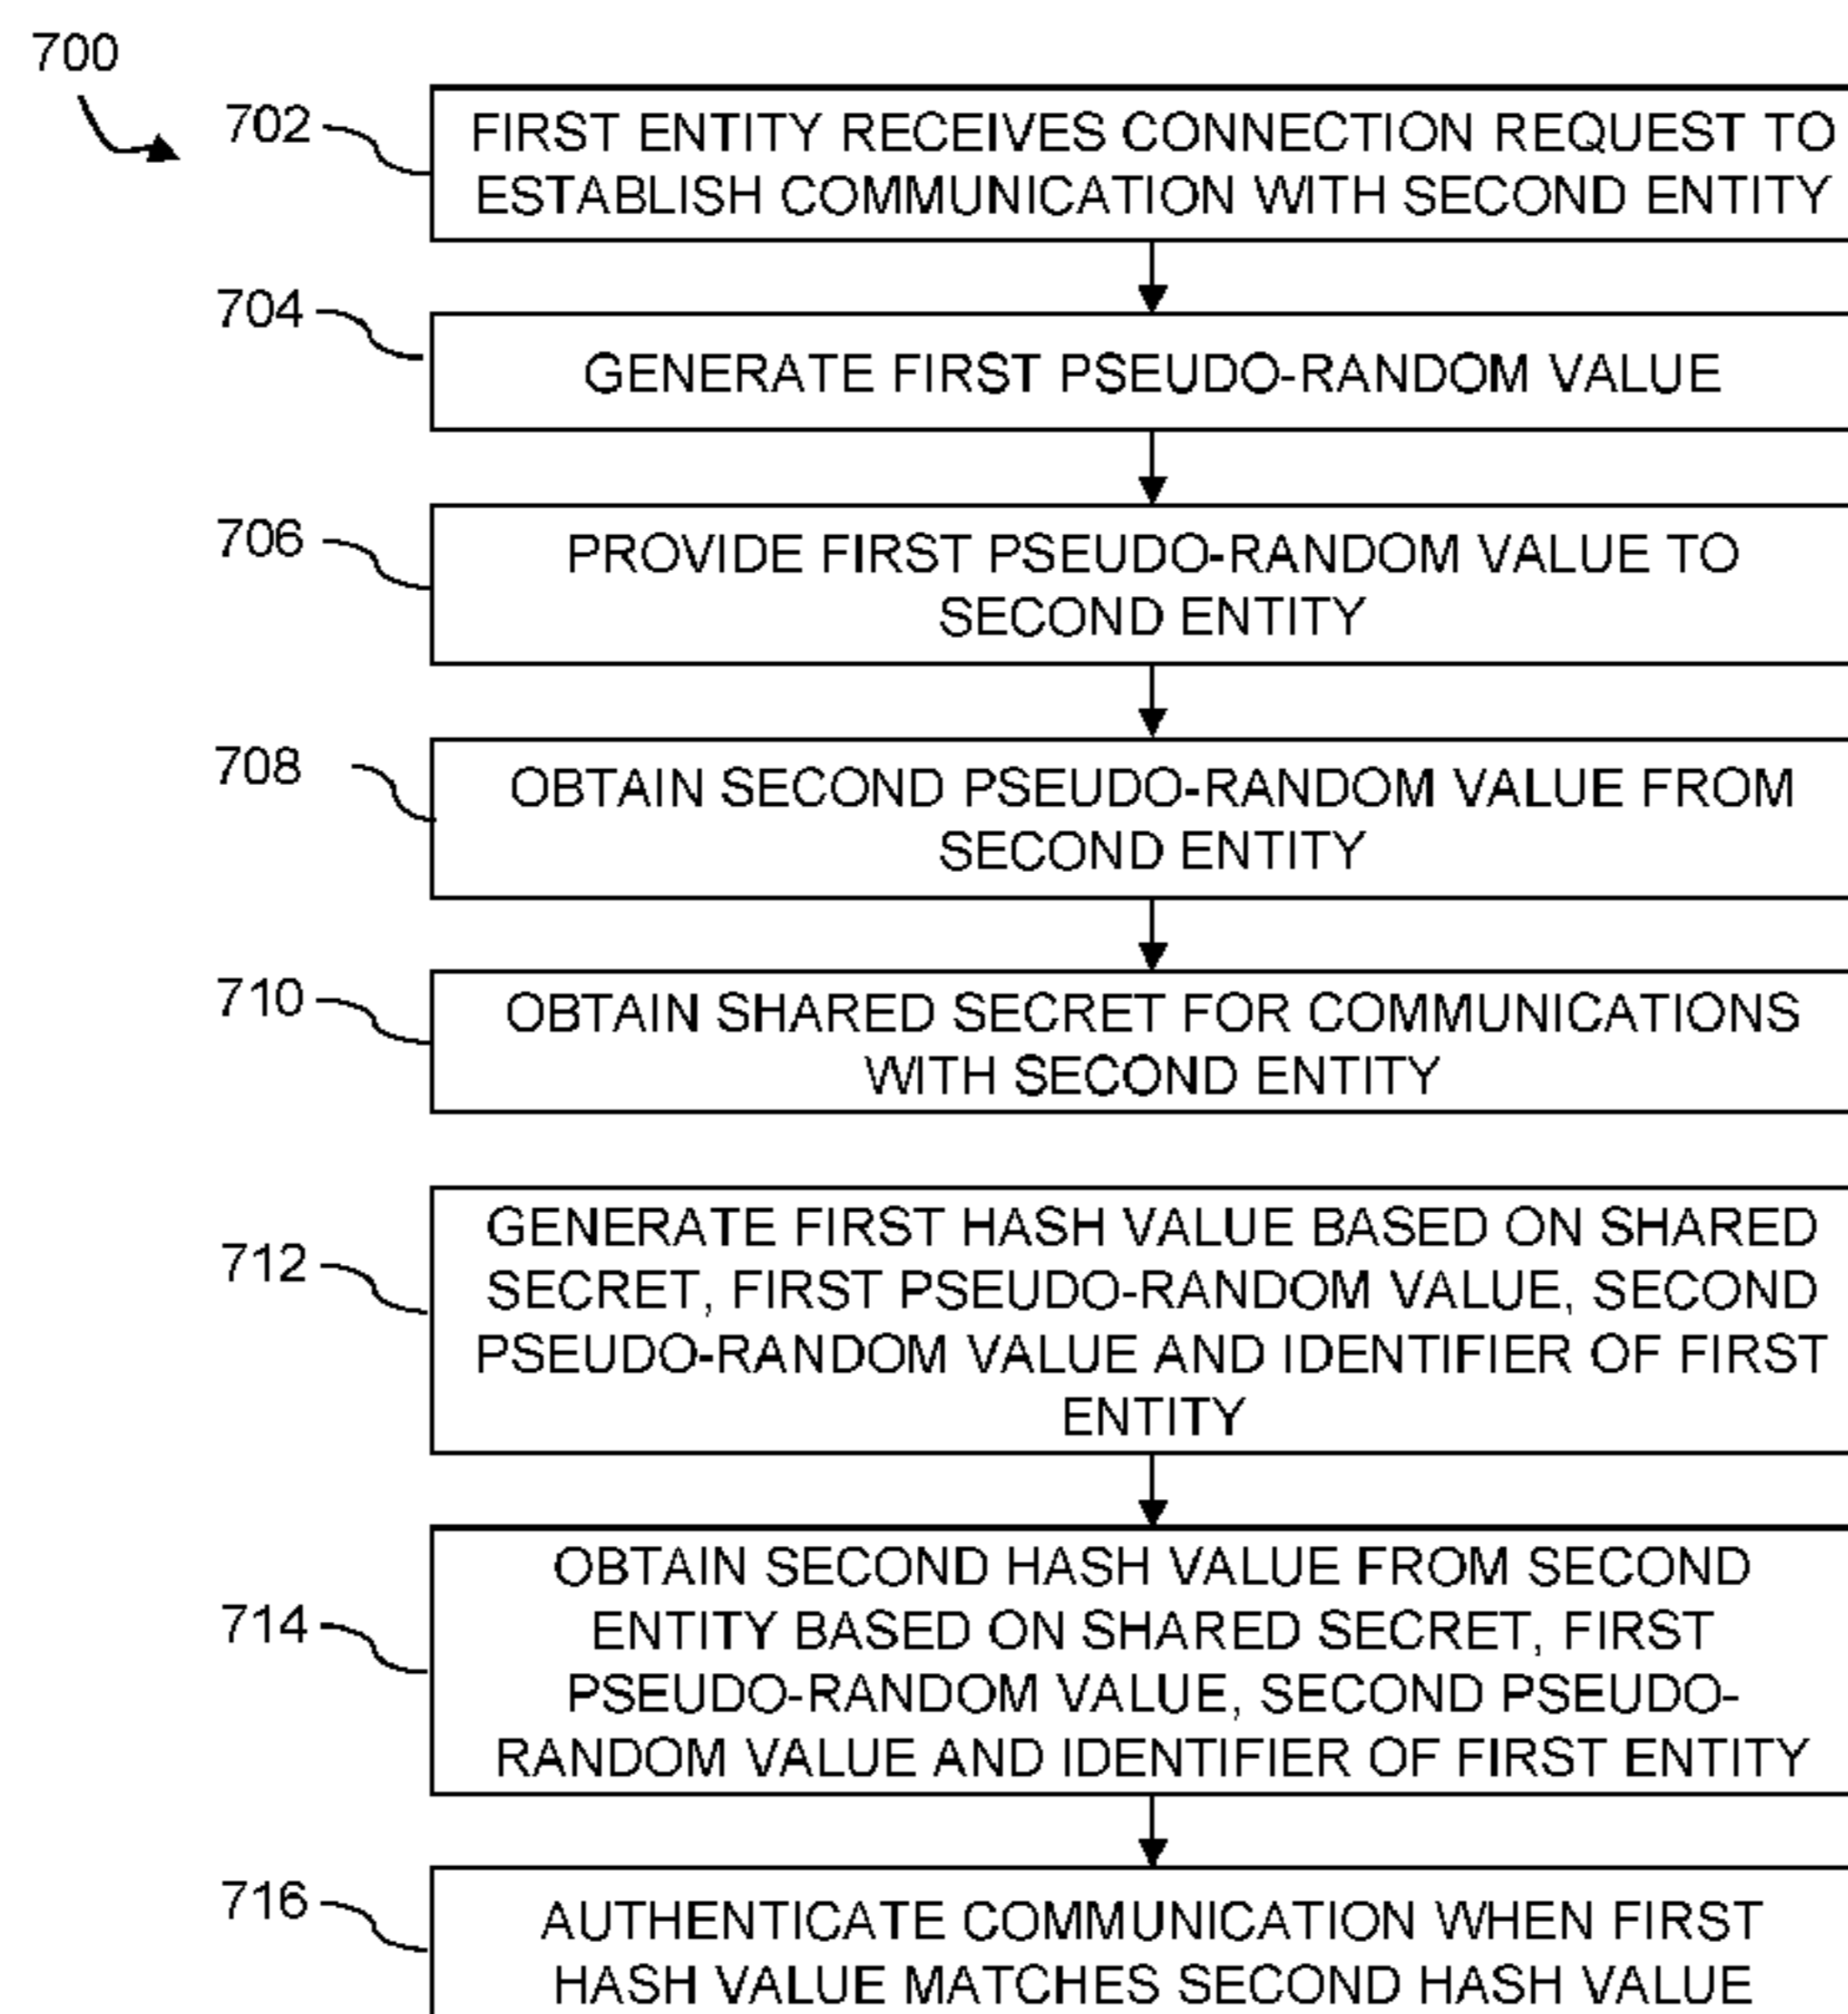 700
702
FIRST ENTITY RECEIVES CONNECTION REQUEST TO
ESTABLISH COMMUNICATION WITH SECOND ENTITY
704
GENERATE FIRST PSEUDO-RANDOM VALUE
706
PROVIDE FIRST PSEUDO-RANDOM VALUE TO
SECOND ENTITY
708
OBTAIN SECOND PSEUDO-RANDOM VALUE FROM
SECOND ENTITY
710
OBTAIN SHARED SECRET FOR COMMUNICATIONS
WITH SECOND ENTITY
712
GENERATE FIRST HASH VALUE BASED ON SHARED
SECRET, FIRST PSEUDO-RANDOM VALUE, SECOND
PSEUDO-RANDOM VALUE AND IDENTIFIER OF FIRST
ENTITY
714
OBTAIN SECOND HASH VALUE FROM SECOND
ENTITY BASED ON SHARED SECRET, FIRST
PSEUDO-RANDOM VALUE, SECOND PSEUDO-
RANDOM VALUE AND IDENTIFIER OF FIRST ENTITY
716
AUTHENTICATE COMMUNICATION WHEN FIRST
HASH VALUE MATCHES SECOND HASH VALUE